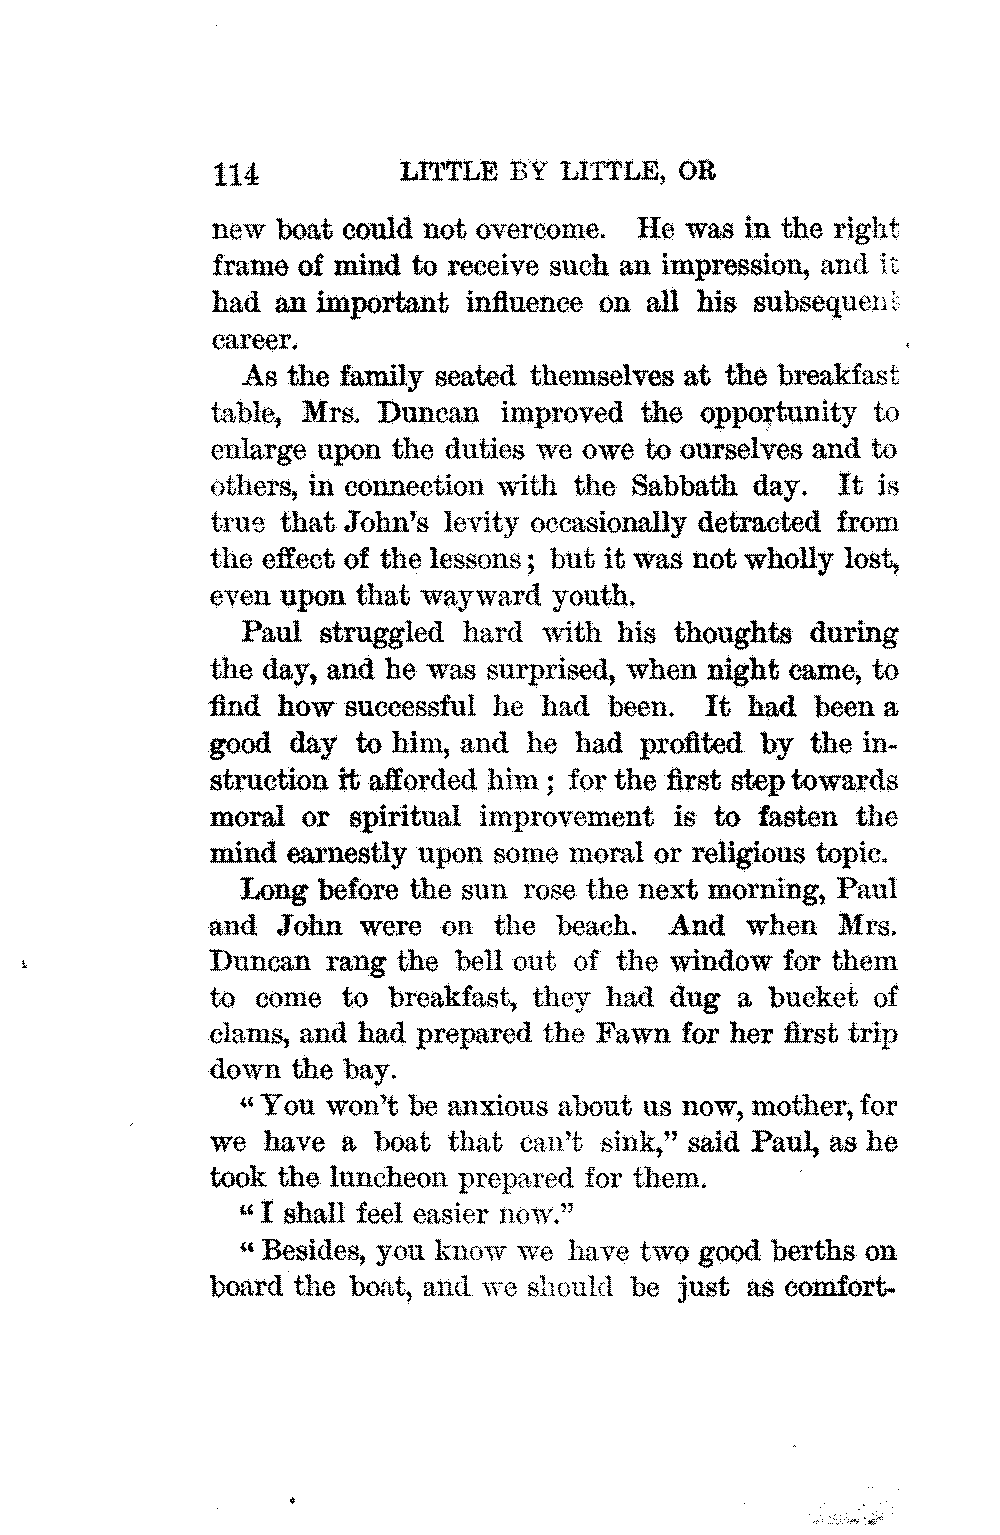 114 LITTLE BY LITTLE, OR
new boat could not overcome. He was in the right
frame of mind to receive such an impression, and it
had an important influence on all his subsequent
career.
As the family seated themselves at the breakfast
table, Mrs. Duncan improved the opportunity to
enlarge upon the duties we owe to ourselves and to
others, in connection with the Sabbath day. It is
true that John's levity occasionally detracted from
the effect of the lessons; but it was not wholly lost,
even upon that wayward youth.
Paul struggled hard with his thoughts during
the day, and he was surprised, when night came, to
find how successful he had been. It had been a
good day to him, and he had profited by the in-
struction it afforded him; for the first step towards
moral or spiritual improvement is to fasten the
mind earnestly upon some moral or religious topic.
Long before the sun rose the next morning, Paul
and John were on the beach. And when Mrs.
Duncan rang the bell out of the window for them
to come to breakfast, they had dug a bucket of
clams, and had prepared the Fawn for her first trip
down the bay.
"You won't be anxious about us now, mother, for
we have a boat that can't sink," said Paul, as he
took the luncheon prepared for them.
"I shall feel easier now."
"Besides, you know we have two good berths on
board the boat, and we should be just as comfort-